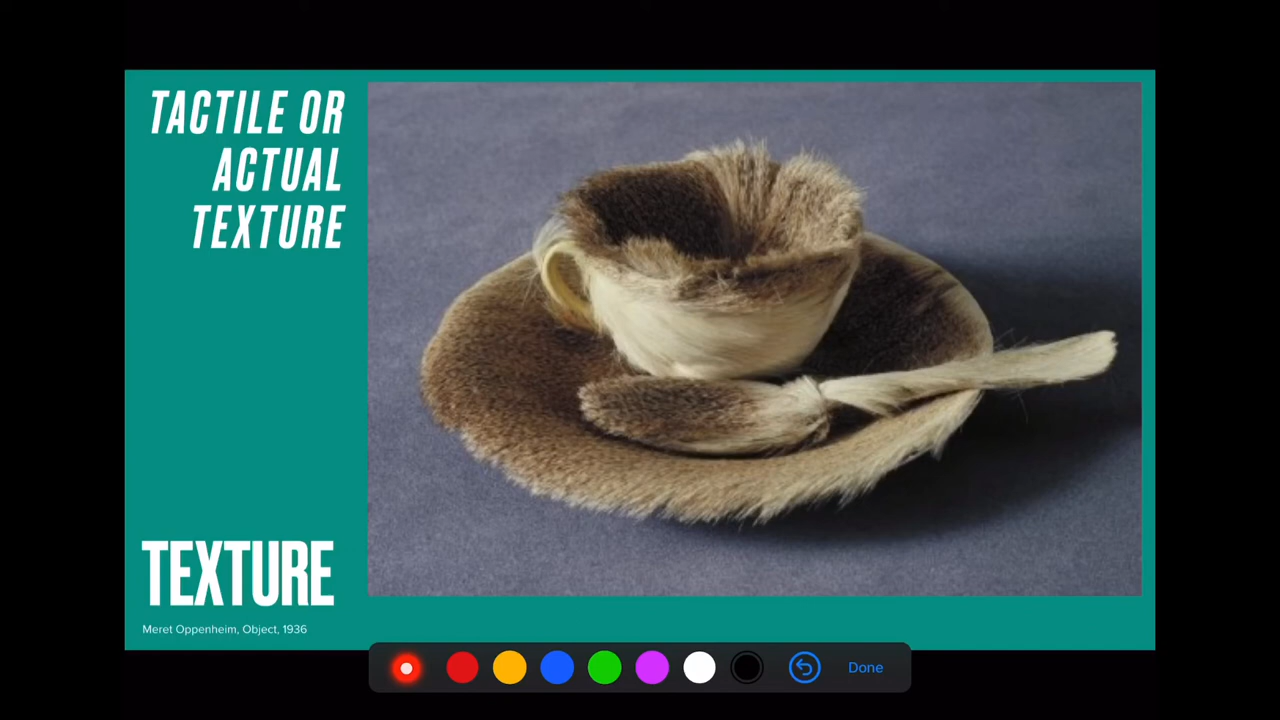 TACTILE OR
ACTUAL
TEXTURE
TEXTURE
Meret Oppenheim, Object, 1936
Done